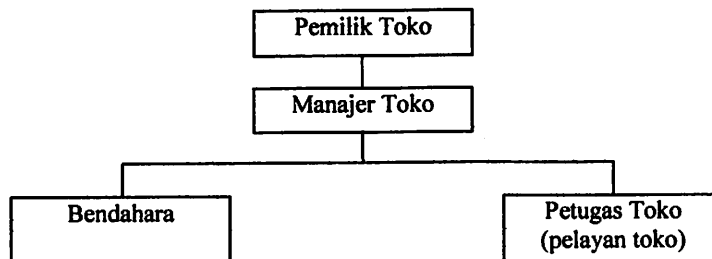 Pemilik Toko
Manajer Toko
Bendahara
Petugas Toko
(pelayan toko)